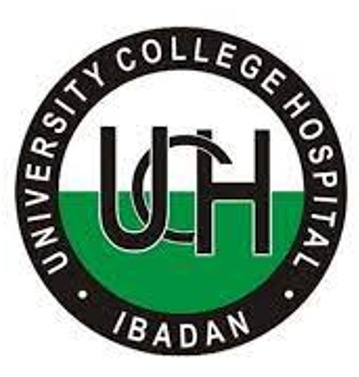 UNIVERSITY COLLEGE HOSPITAL
UCH
IBADAN